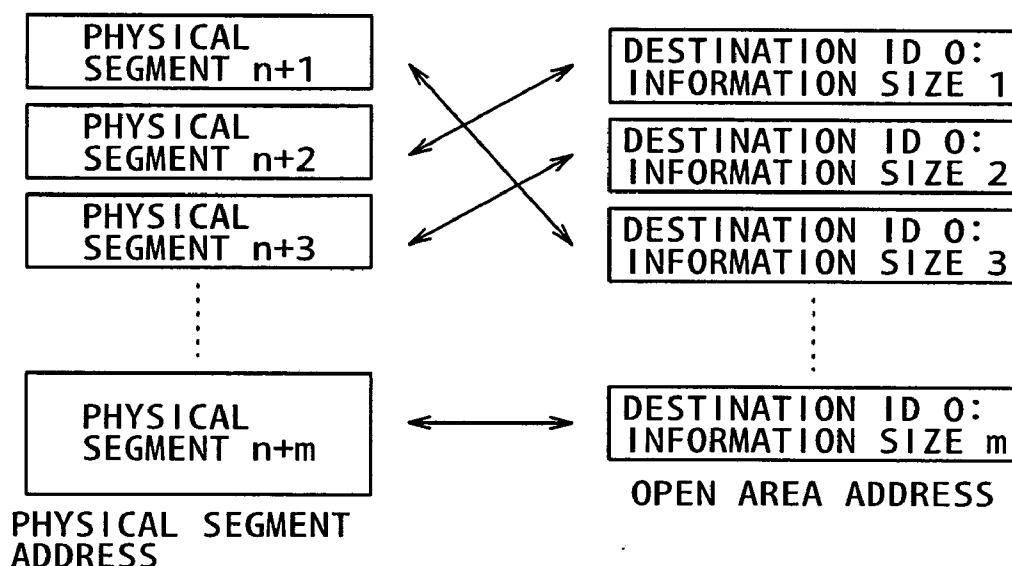 PHYSICAL
SEGMENT n+1
PHYSICAL
SEGMENT n+2
PHYSICAL
SEGMENT n+3
PHYSICAL
SEGMENT n+m
PHYSICAL SEGMENT
ADDRESS
DESTINATION ID 0:
INFORMATION SIZE 1
DESTINATION ID 0:
INFORMATION SIZE 2
DESTINATION ID 0:
INFORMATION SIZE 3
DESTINATION ID 0:
INFORMATION SIZE m
OPEN AREA ADDRESS